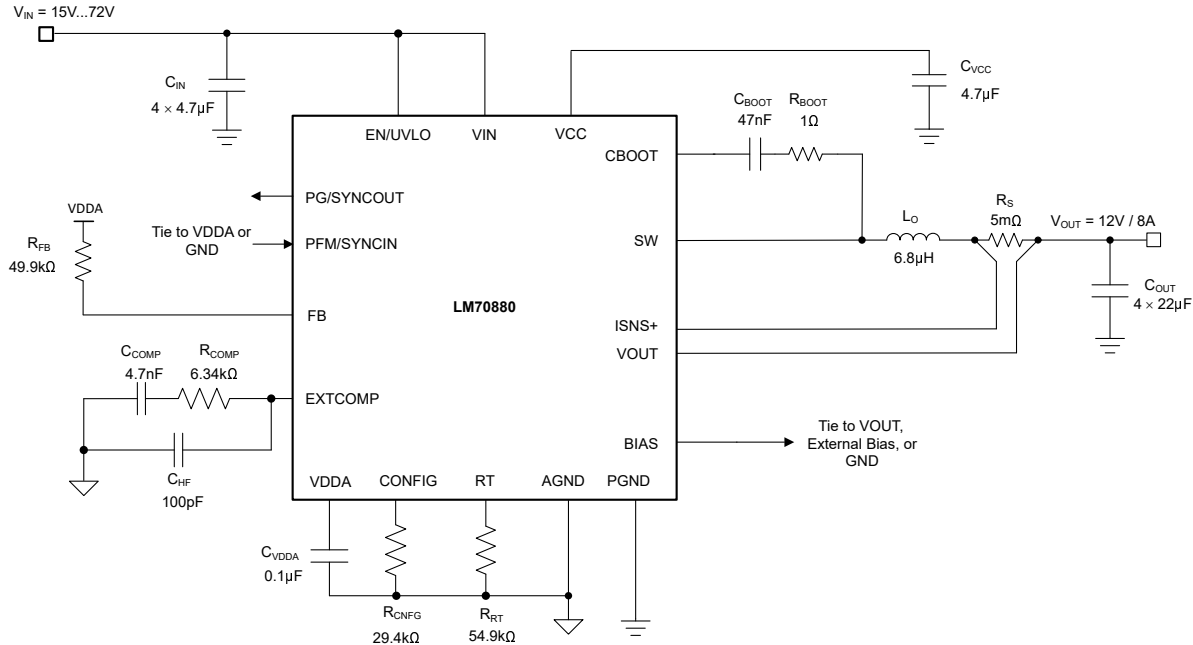 V_IN = 15V...72V
C_IN
4 × 4.7µF
C_VCC
4.7µF
C_BOOT
47nF
R_BOOT
1Ω
EN/UVLO
VIN
VCC
CBOOT
PG/SYNCOUT
VDDA
R_FB
49.9kΩ
Tie to VDDA or
GND
PFM/SYNCIN
SW
L_O
6.8µH
R_S
5mΩ
V_OUT = 12V / 8A
C_OUT
4 × 22µF
FB
LM70880
ISNS+
VOUT
C_COMP
4.7nF
R_COMP
6.34kΩ
EXTCOMP
C_HF
100pF
BIAS
Tie to VOUT,
External Bias, or
GND
VDDA
CONFIG
RT
AGND
PGND
C_VDDA
0.1µF
R_CNFG
29.4kΩ
R_RT
54.9kΩ